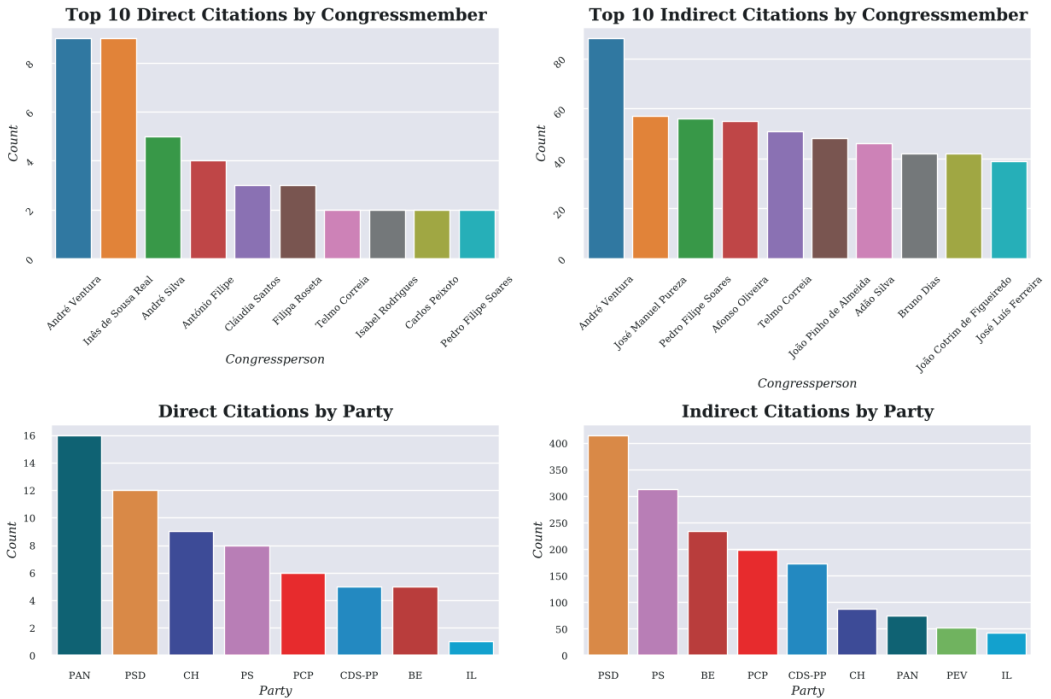 Top 10 Direct Citations by Congressmember
8
6
4
2
0
Count
André Ventura
Inês de Sousa Real
André Silva
António Filipe
Cláudia Santos
Filipa Roseta
Telmo Correia
Isabel Rodrigues
Carlos Peixoto
Pedro Filipe Soares
Congressperson
Top 10 Indirect Citations by Congressmember
80
60
40
20
0
Count
André Ventura
José Manuel Pureza
Pedro Filipe Soares
Afonso Oliveira
Telmo Correia
João Pinho de Almeida
Adão Silva
Bruno Dias
João Cotrim de Figueiredo
José Luís Ferreira
Congressperson
Direct Citations by Party
16
14
12
10
8
6
4
2
0
Count
PAN PSD CH PS PCP CDS-PP BE IL
Party
Indirect Citations by Party
400
350
300
250
200
150
100
50
0
Count
PSD PS BE PCP CDS-PP CH PAN PEV IL
Party